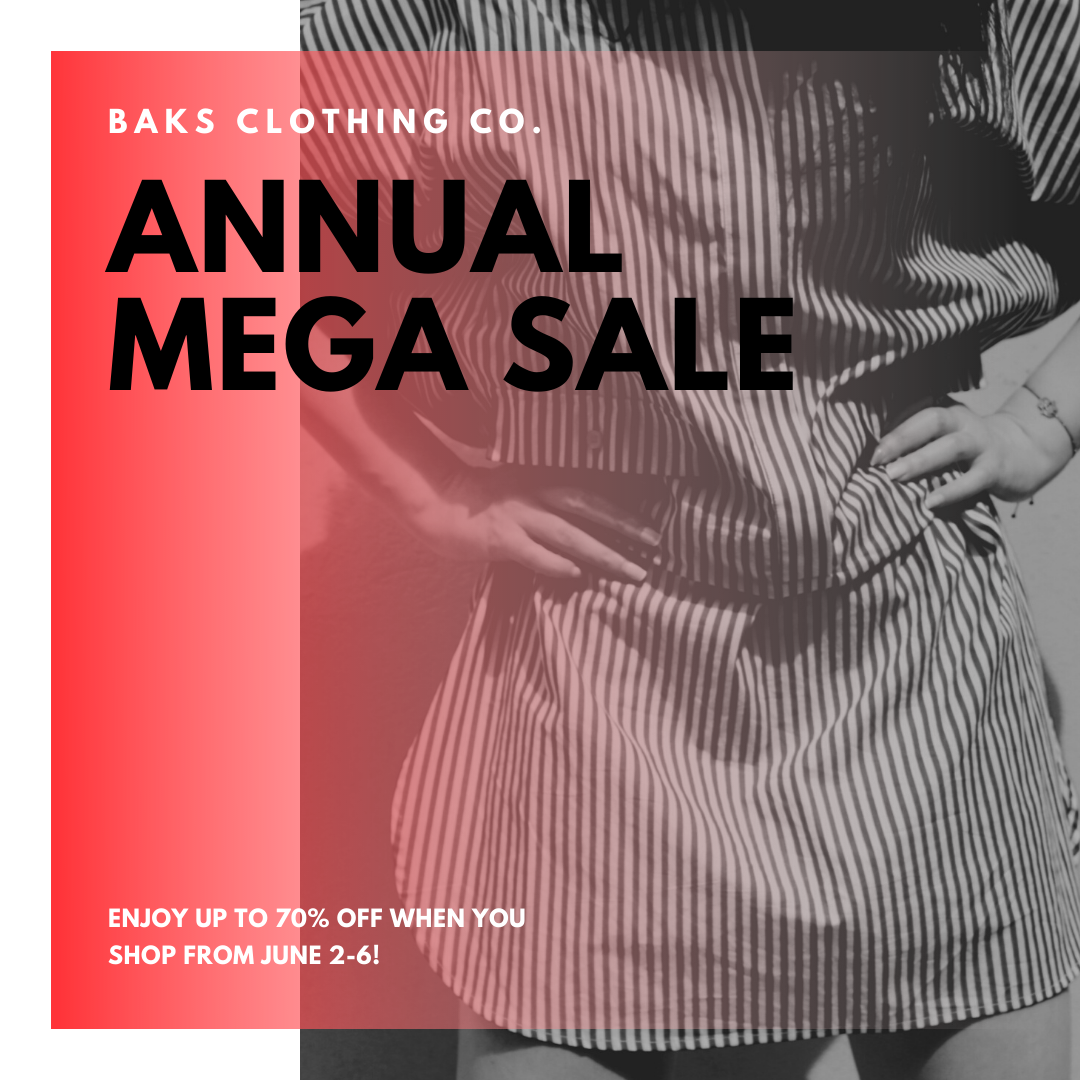 BAKS CLOTHING CO.
ANNUAL
MEGA SALE
ENJOY UP TO 70% OFF WHEN YOU
SHOP FROM JUNE 2-6!